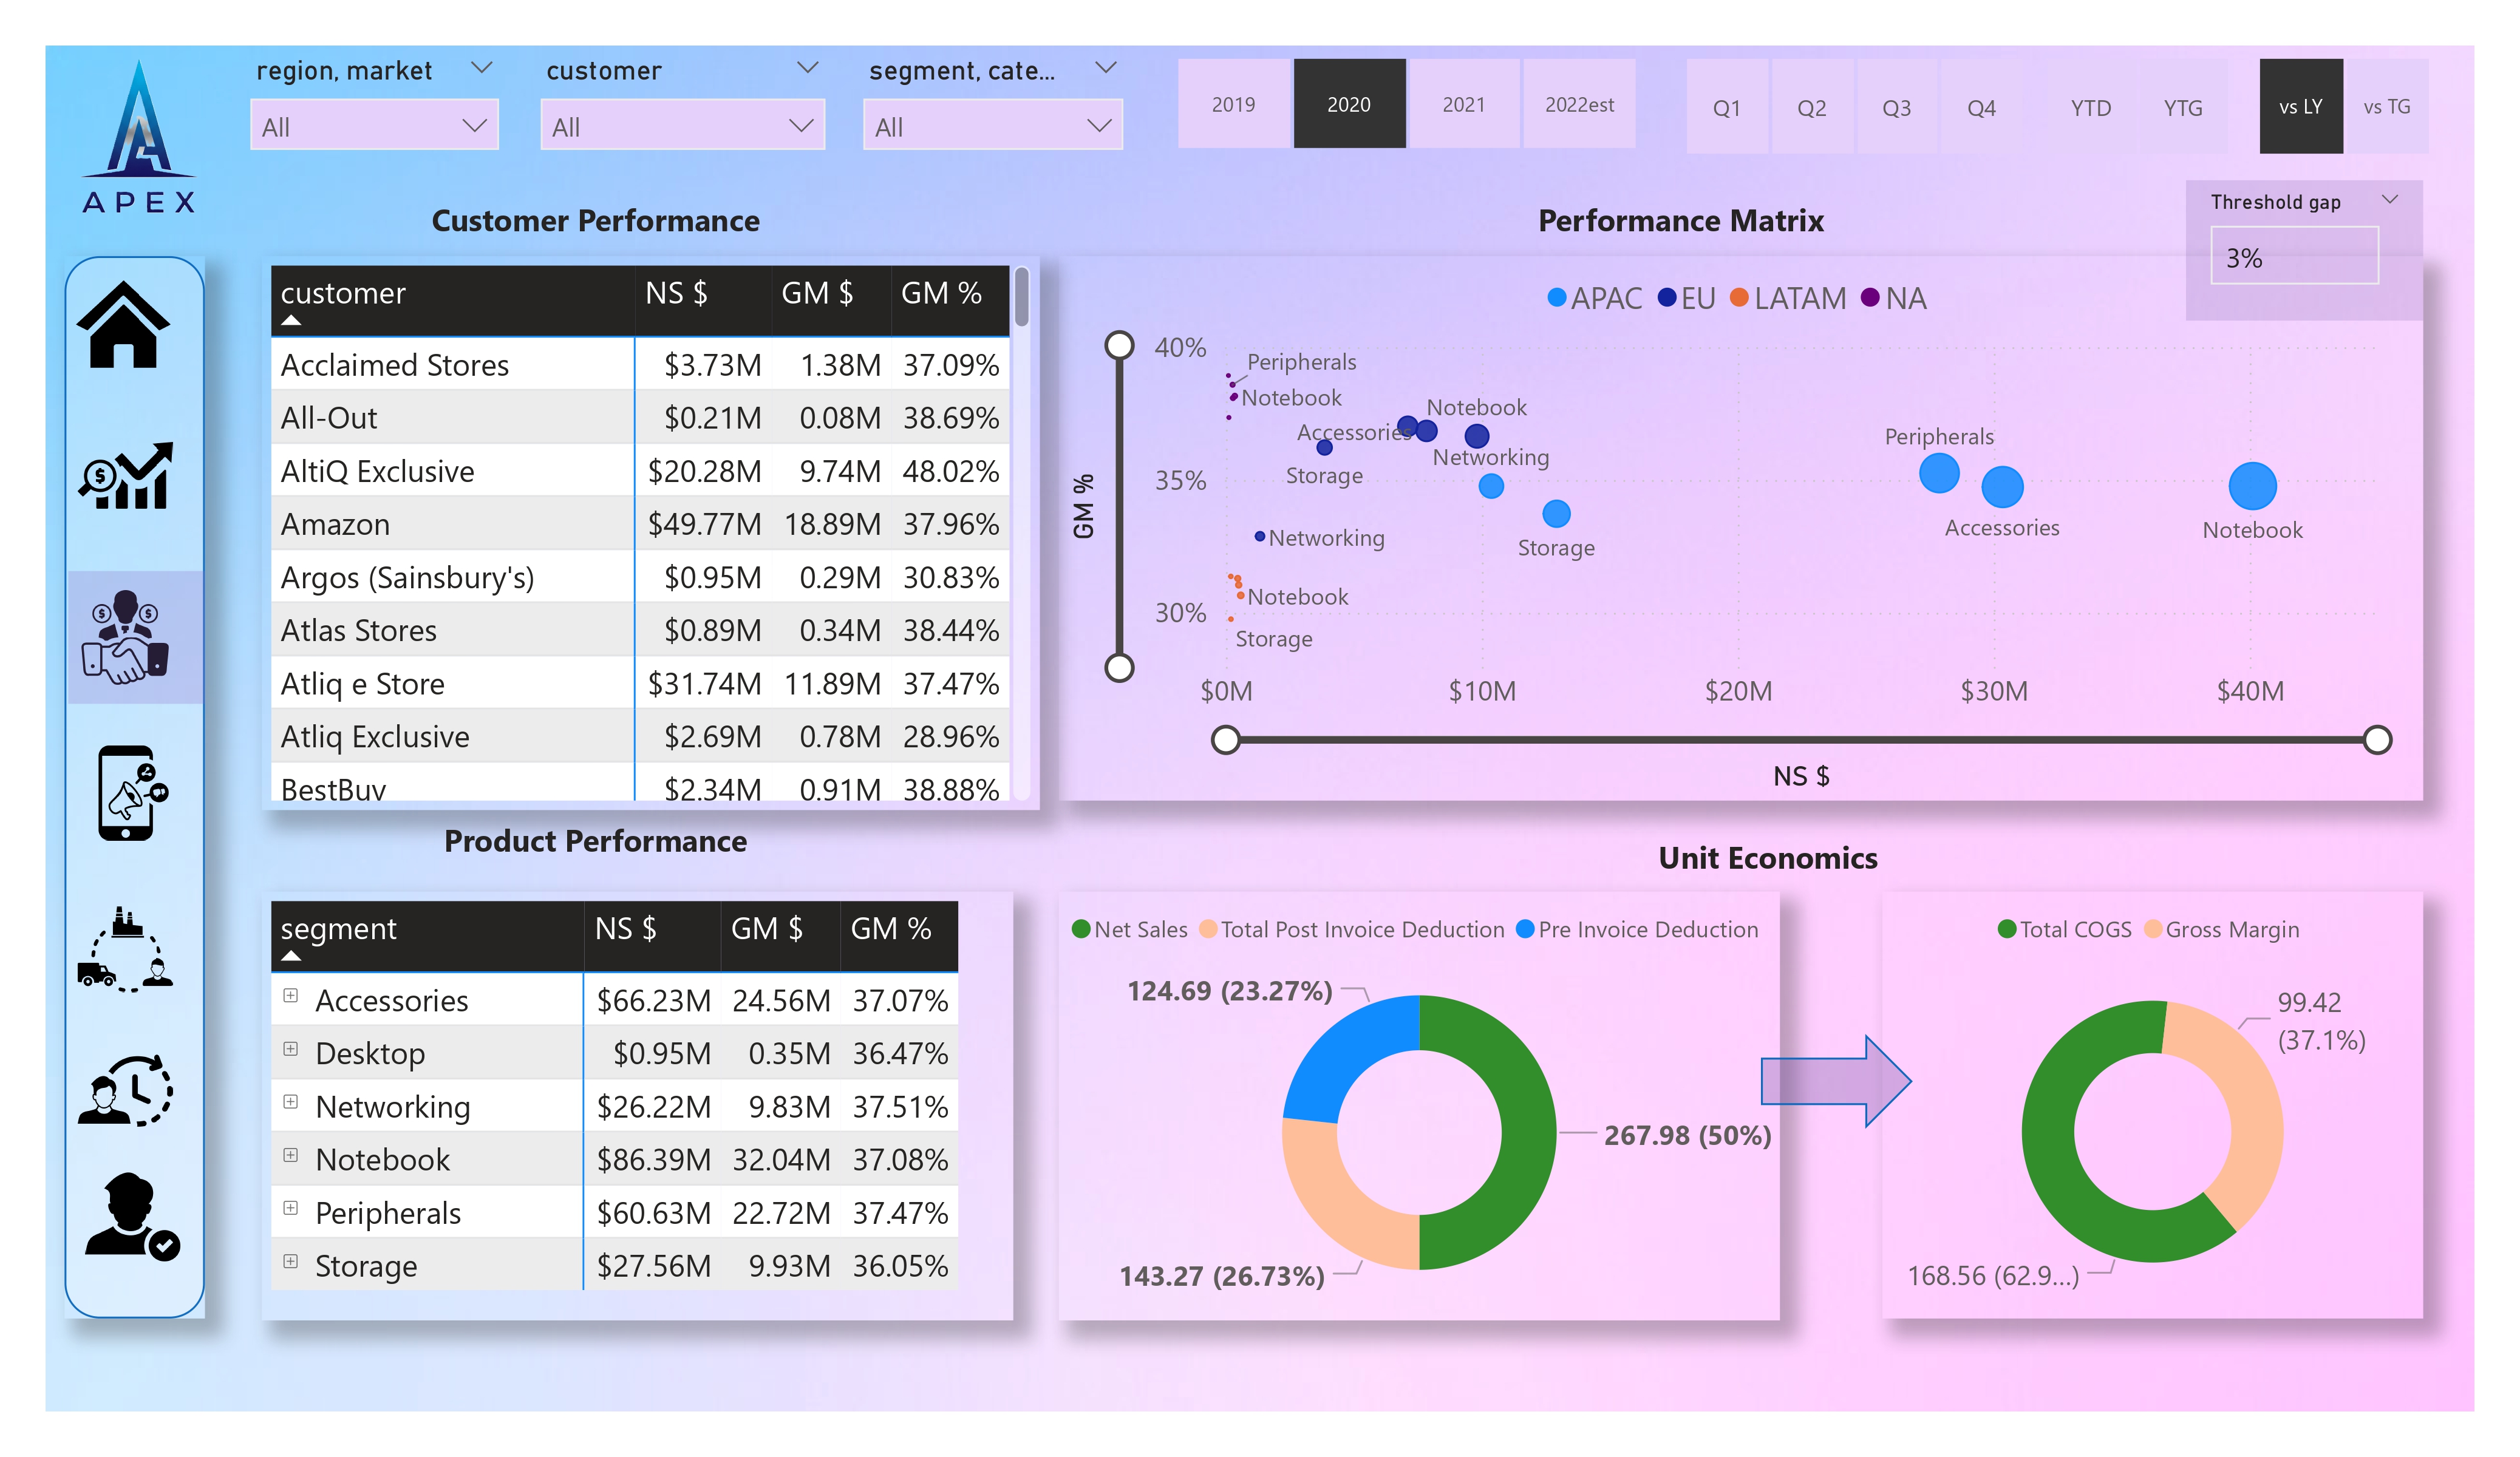 region, market
customer
segment, cate...
All
All
All
2019
2020
2021
2022est
Q1
Q2
Q3
Q4
YTD
YTG
vs LY
vs TG
APEX
Threshold gap
3%
Customer Performance
customer NS $ GM $ GM %
Acclaimed Stores $3.73M 1.38M 37.09%
All-Out $0.21M 0.08M 38.69%
AltiQ Exclusive $20.28M 9.74M 48.02%
Amazon $49.77M 18.89M 37.96%
Argos (Sainsbury's) $0.95M 0.29M 30.83%
Atlas Stores $0.89M 0.34M 38.44%
Atliq e Store $31.74M 11.89M 37.47%
Atliq Exclusive $2.69M 0.78M 28.96%
BestBuy $2.34M 0.91M 38.88%
Performance Matrix
APAC EU LATAM NA
GM %
40%
35%
30%
Peripherals
Notebook
Notebook
Accessories
Networking
Storage
Networking
Notebook
Storage
Storage
Peripherals
Accessories
Notebook
$0M $10M $20M $30M $40M
NS $
Product Performance
segment NS $ GM $ GM %
Accessories $66.23M 24.56M 37.07%
Desktop $0.95M 0.35M 36.47%
Networking $26.22M 9.83M 37.51%
Notebook $86.39M 32.04M 37.08%
Peripherals $60.63M 22.72M 37.47%
Storage $27.56M 9.93M 36.05%
Unit Economics
Net Sales Total Post Invoice Deduction Pre Invoice Deduction
124.69 (23.27%)
267.98 (50%)
143.27 (26.73%)
Total COGS Gross Margin
99.42
(37.1%)
168.56 (62.9...)